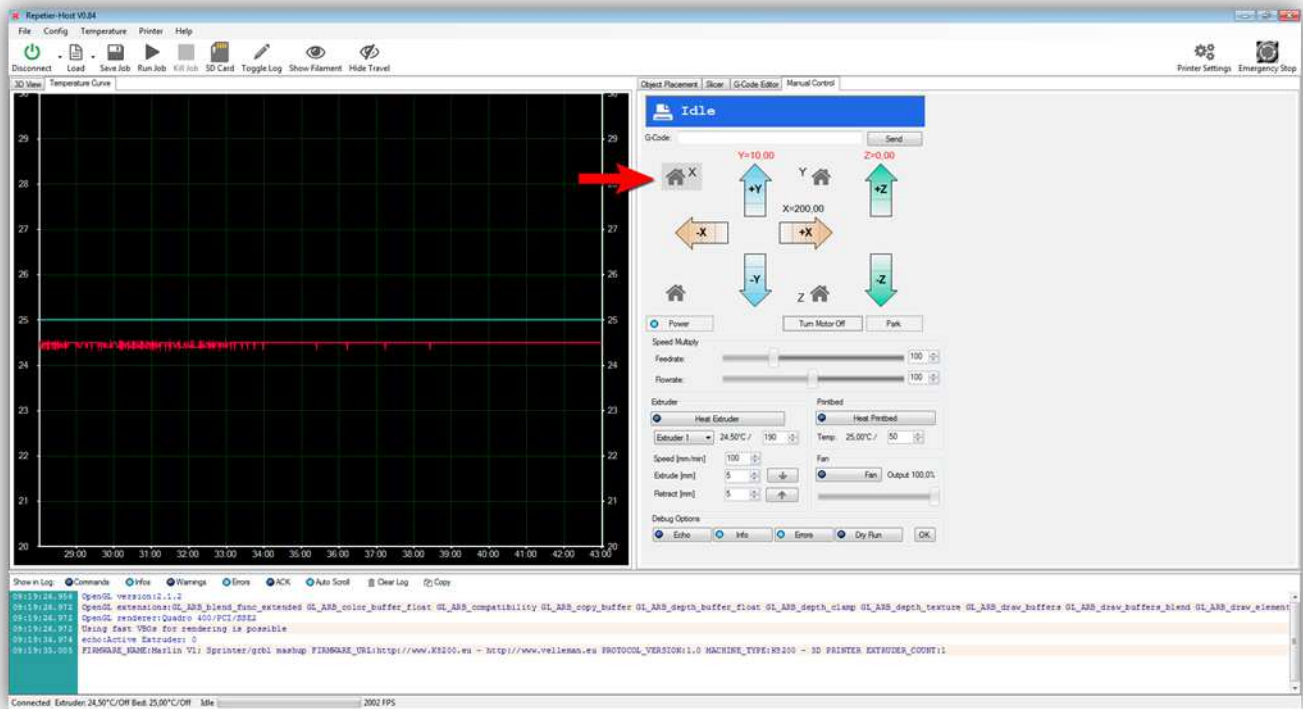 Repetier-Host V0.84
File Config Temperature Printer Help
Disconnect Load Save Job Run Job Kill Job SD Card Toggle Log Show Filament Hide Travel Printer Settings Emergency Stop
3D View Temperature Curve Object Placement Slicer G-Code Editor Manual Control
Idle
G-Code: Send
Y=10,00 Z=0,00
X Y
+Y +Z
X=200,00
-X +X
-Y -Z
Z
Power Turn Motor Off Park
Speed Multiply
Feedrate: 100
Flowrate: 100
Extruder Printbed
Heat Extruder Heat Printbed
Extruder 1 24,50°C / 190 Temp. 25,00°C / 50
Speed [mm/min] 100 Fan
Extrude [mm] 5 Fan Output 100,0%
Retract [mm] 5
Debug Options
Echo Info Errors Dry Run OK
30 30
29 29
28
27 27
26 26
25 25
24 24
23 23
22 22
21 21
20 20
29:00 30:00 31:00 32:00 33:00 34:00 35:00 36:00 37:00 38:00 39:00 40:00 41:00 42:00 43:00
Show in Log: Commands Infos Warnings Errors ACK Auto Scroll Clear Log Copy
OpenGL version:2.1.2
09:19:26.972 OpenGL extensions:GL_ARB_blend_func_extended GL_ARB_color_buffer_float GL_ARB_compatibility GL_ARB_copy_buffer GL_ARB_depth_buffer_float GL_ARB_depth_clamp GL_ARB_depth_texture GL_ARB_draw_buffers GL_ARB_draw_buffers_blend GL_ARB_draw_element
09:19:26.972 OpenGL renderer:Quadro 400/PCI/SSE2
09:19:26.972 Using fast VBOs for rendering is possible
09:19:34.974 echo:Active Extruder: 0
FIRMWARE_NAME:Marlin V1; Sprinter/grbl mashup FIRMWARE_URL:http://www.K8200.eu - http://www.velleman.eu PROTOCOL_VERSION:1.0 MACHINE_TYPE:K8200 - 3D PRINTER EXTRUDER_COUNT:1
Connected Extruder: 24,50°C/Off Bed: 25,00°C/Off Idle 2002 FPS